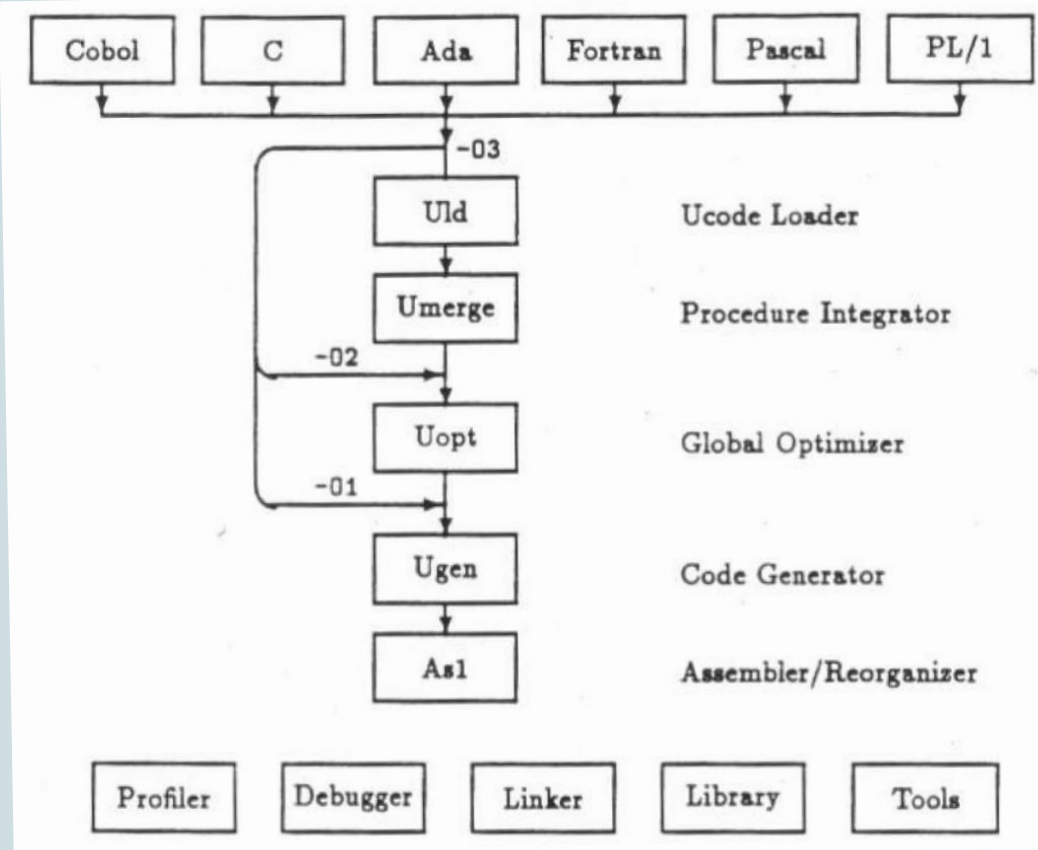 Cobol C Ada Fortran Pascal PL/1
-O3
Uld Ucode Loader
Umerge Procedure Integrator
-O2
Uopt Global Optimizer
-O1
Ugen Code Generator
As1 Assembler/Reorganizer
Profiler Debugger Linker Library Tools